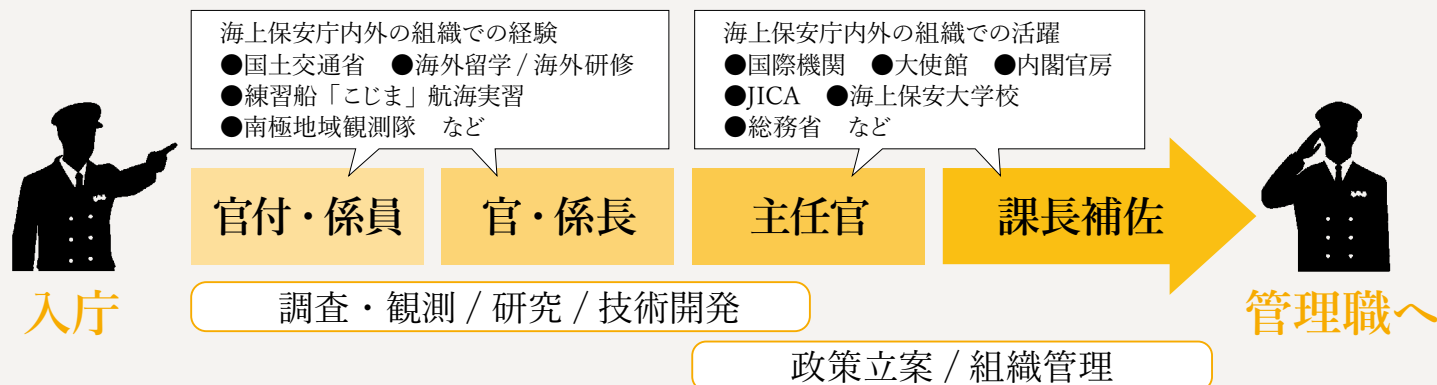 海上保安庁内外の組織での経験
●国土交通省　●海外留学 / 海外研修
●練習船「こじま」航海実習
●南極地域観測隊　など
海上保安庁内外の組織での活躍
●国際機関　●大使館　●内閣官房
●JICA　●海上保安大学校
●総務省　など
官付・係員
官・係長
主任官
課長補佐
入庁
管理職へ
調査・観測 / 研究 / 技術開発
政策立案 / 組織管理